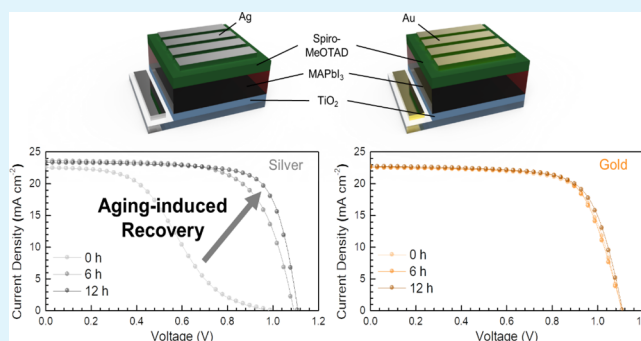 Ag
Au
Spiro-
MeOTAD
MAPbI3
TiO2
Current Density (mA cm-2)
25
20
15
10
5
0
Silver
Aging-induced
Recovery
0 h
6 h
12 h
0.0 0.2 0.4 0.6 0.8 1.0 1.2
Voltage (V)
Current Density (mA cm-2)
25
20
15
10
5
0
Gold
0 h
6 h
12 h
0.0 0.2 0.4 0.6 0.8 1.0 1.2
Voltage (V)